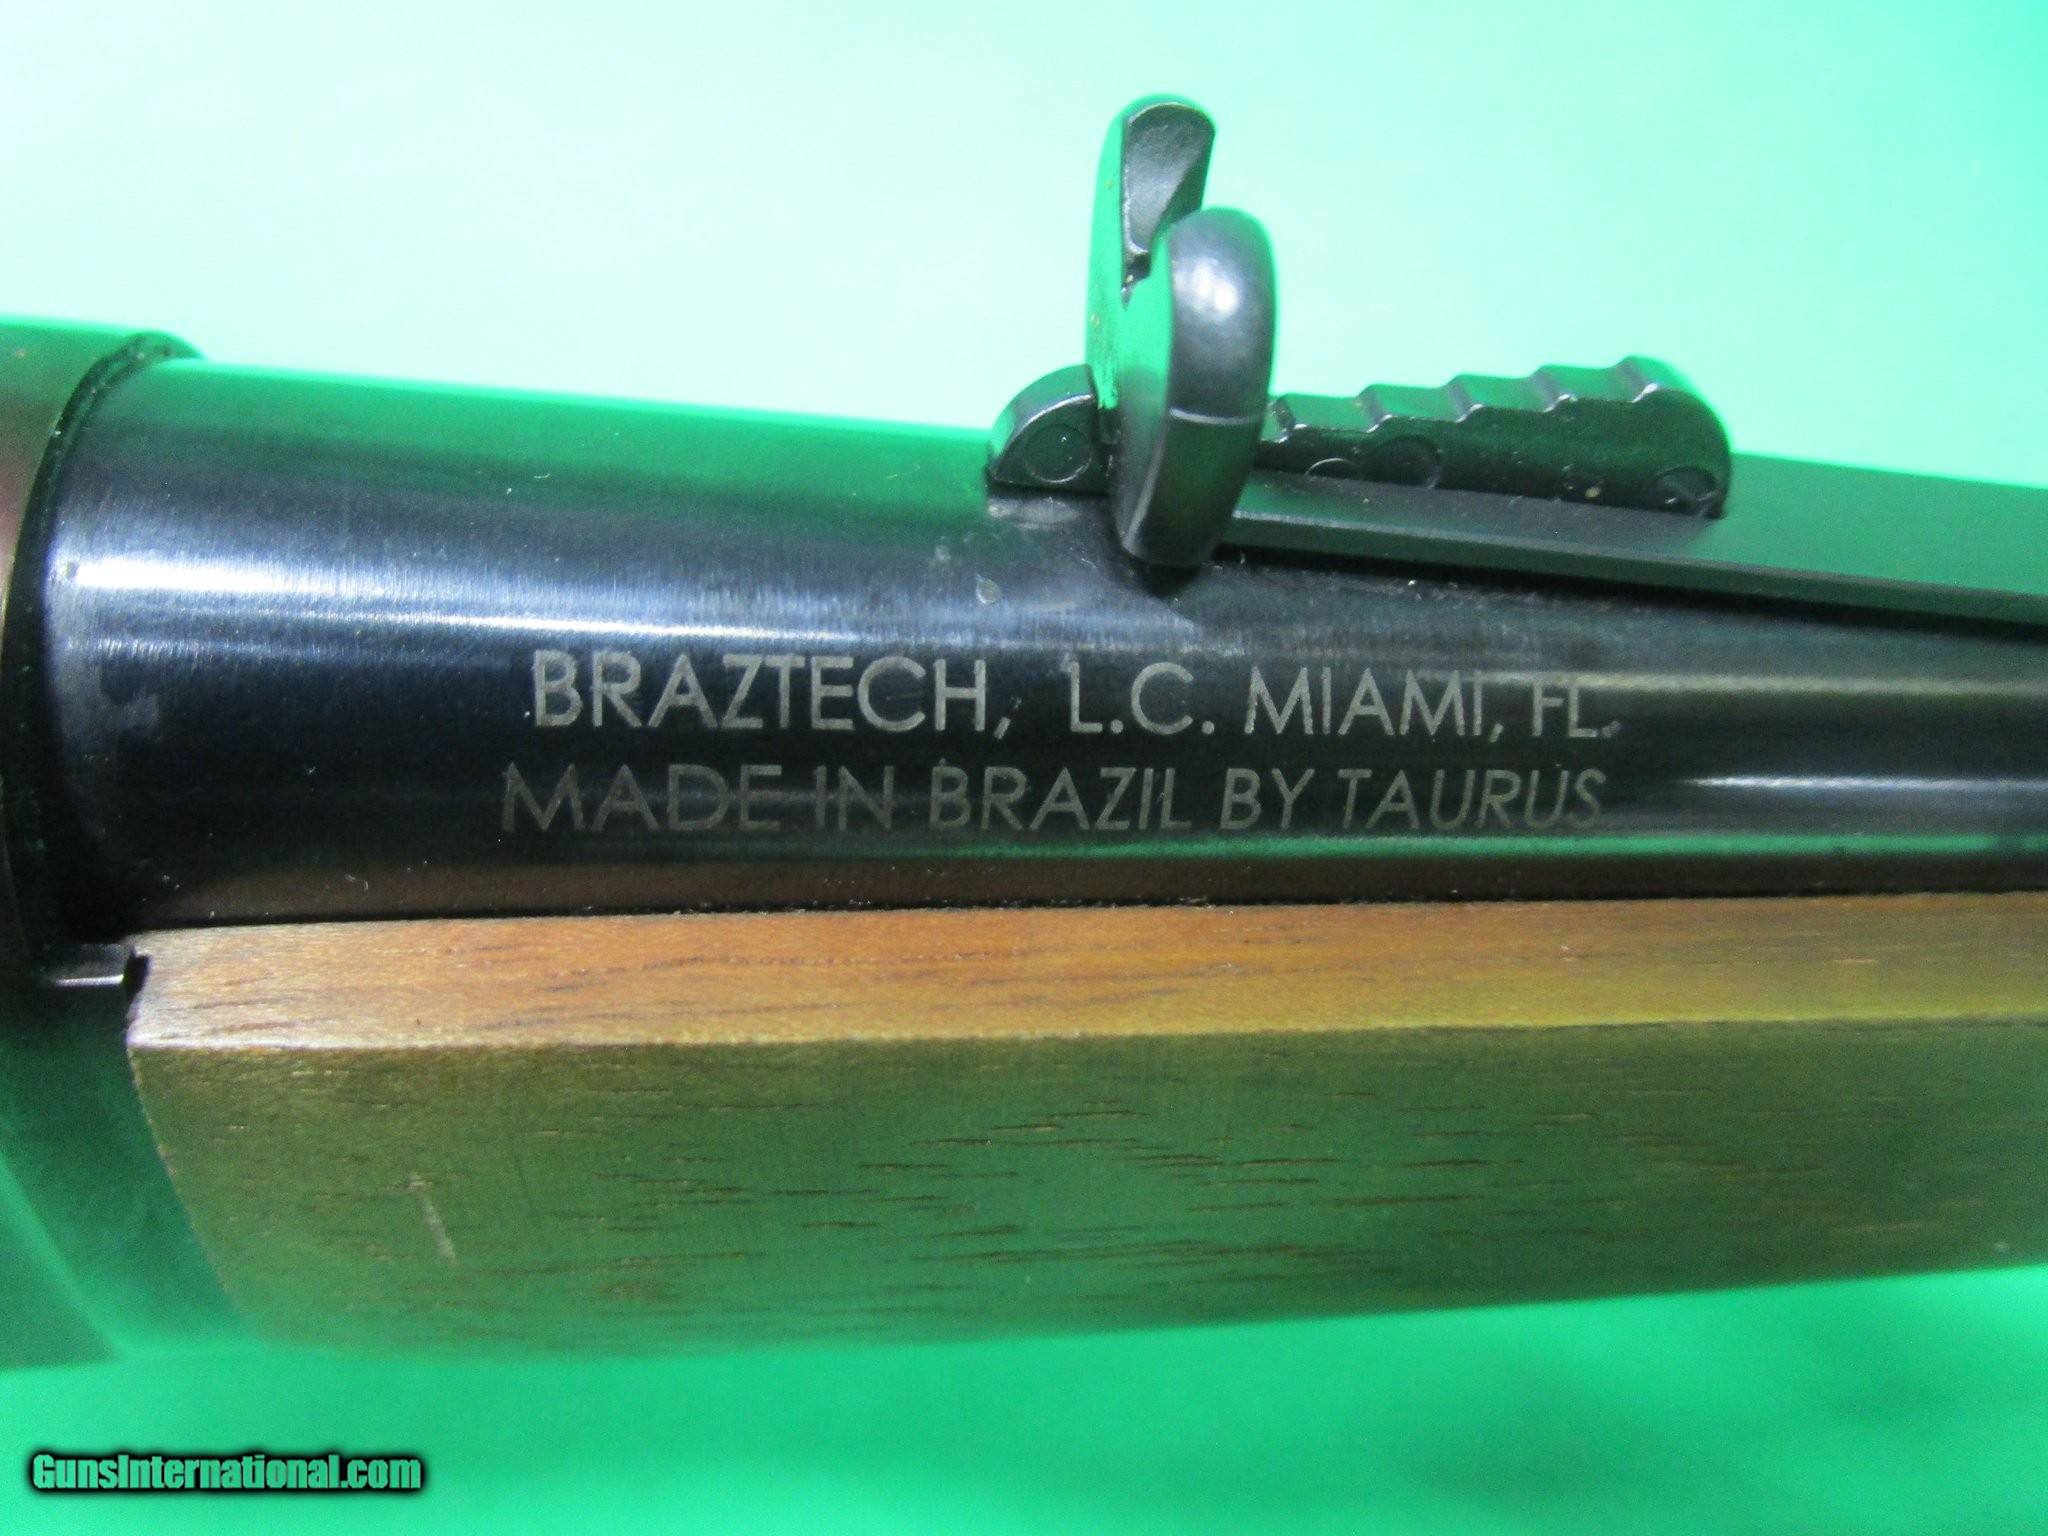 BRAZTECH, L.C. MIAMI, FL.
MADE IN BRAZIL BY TAURUS
GunsInternational.com